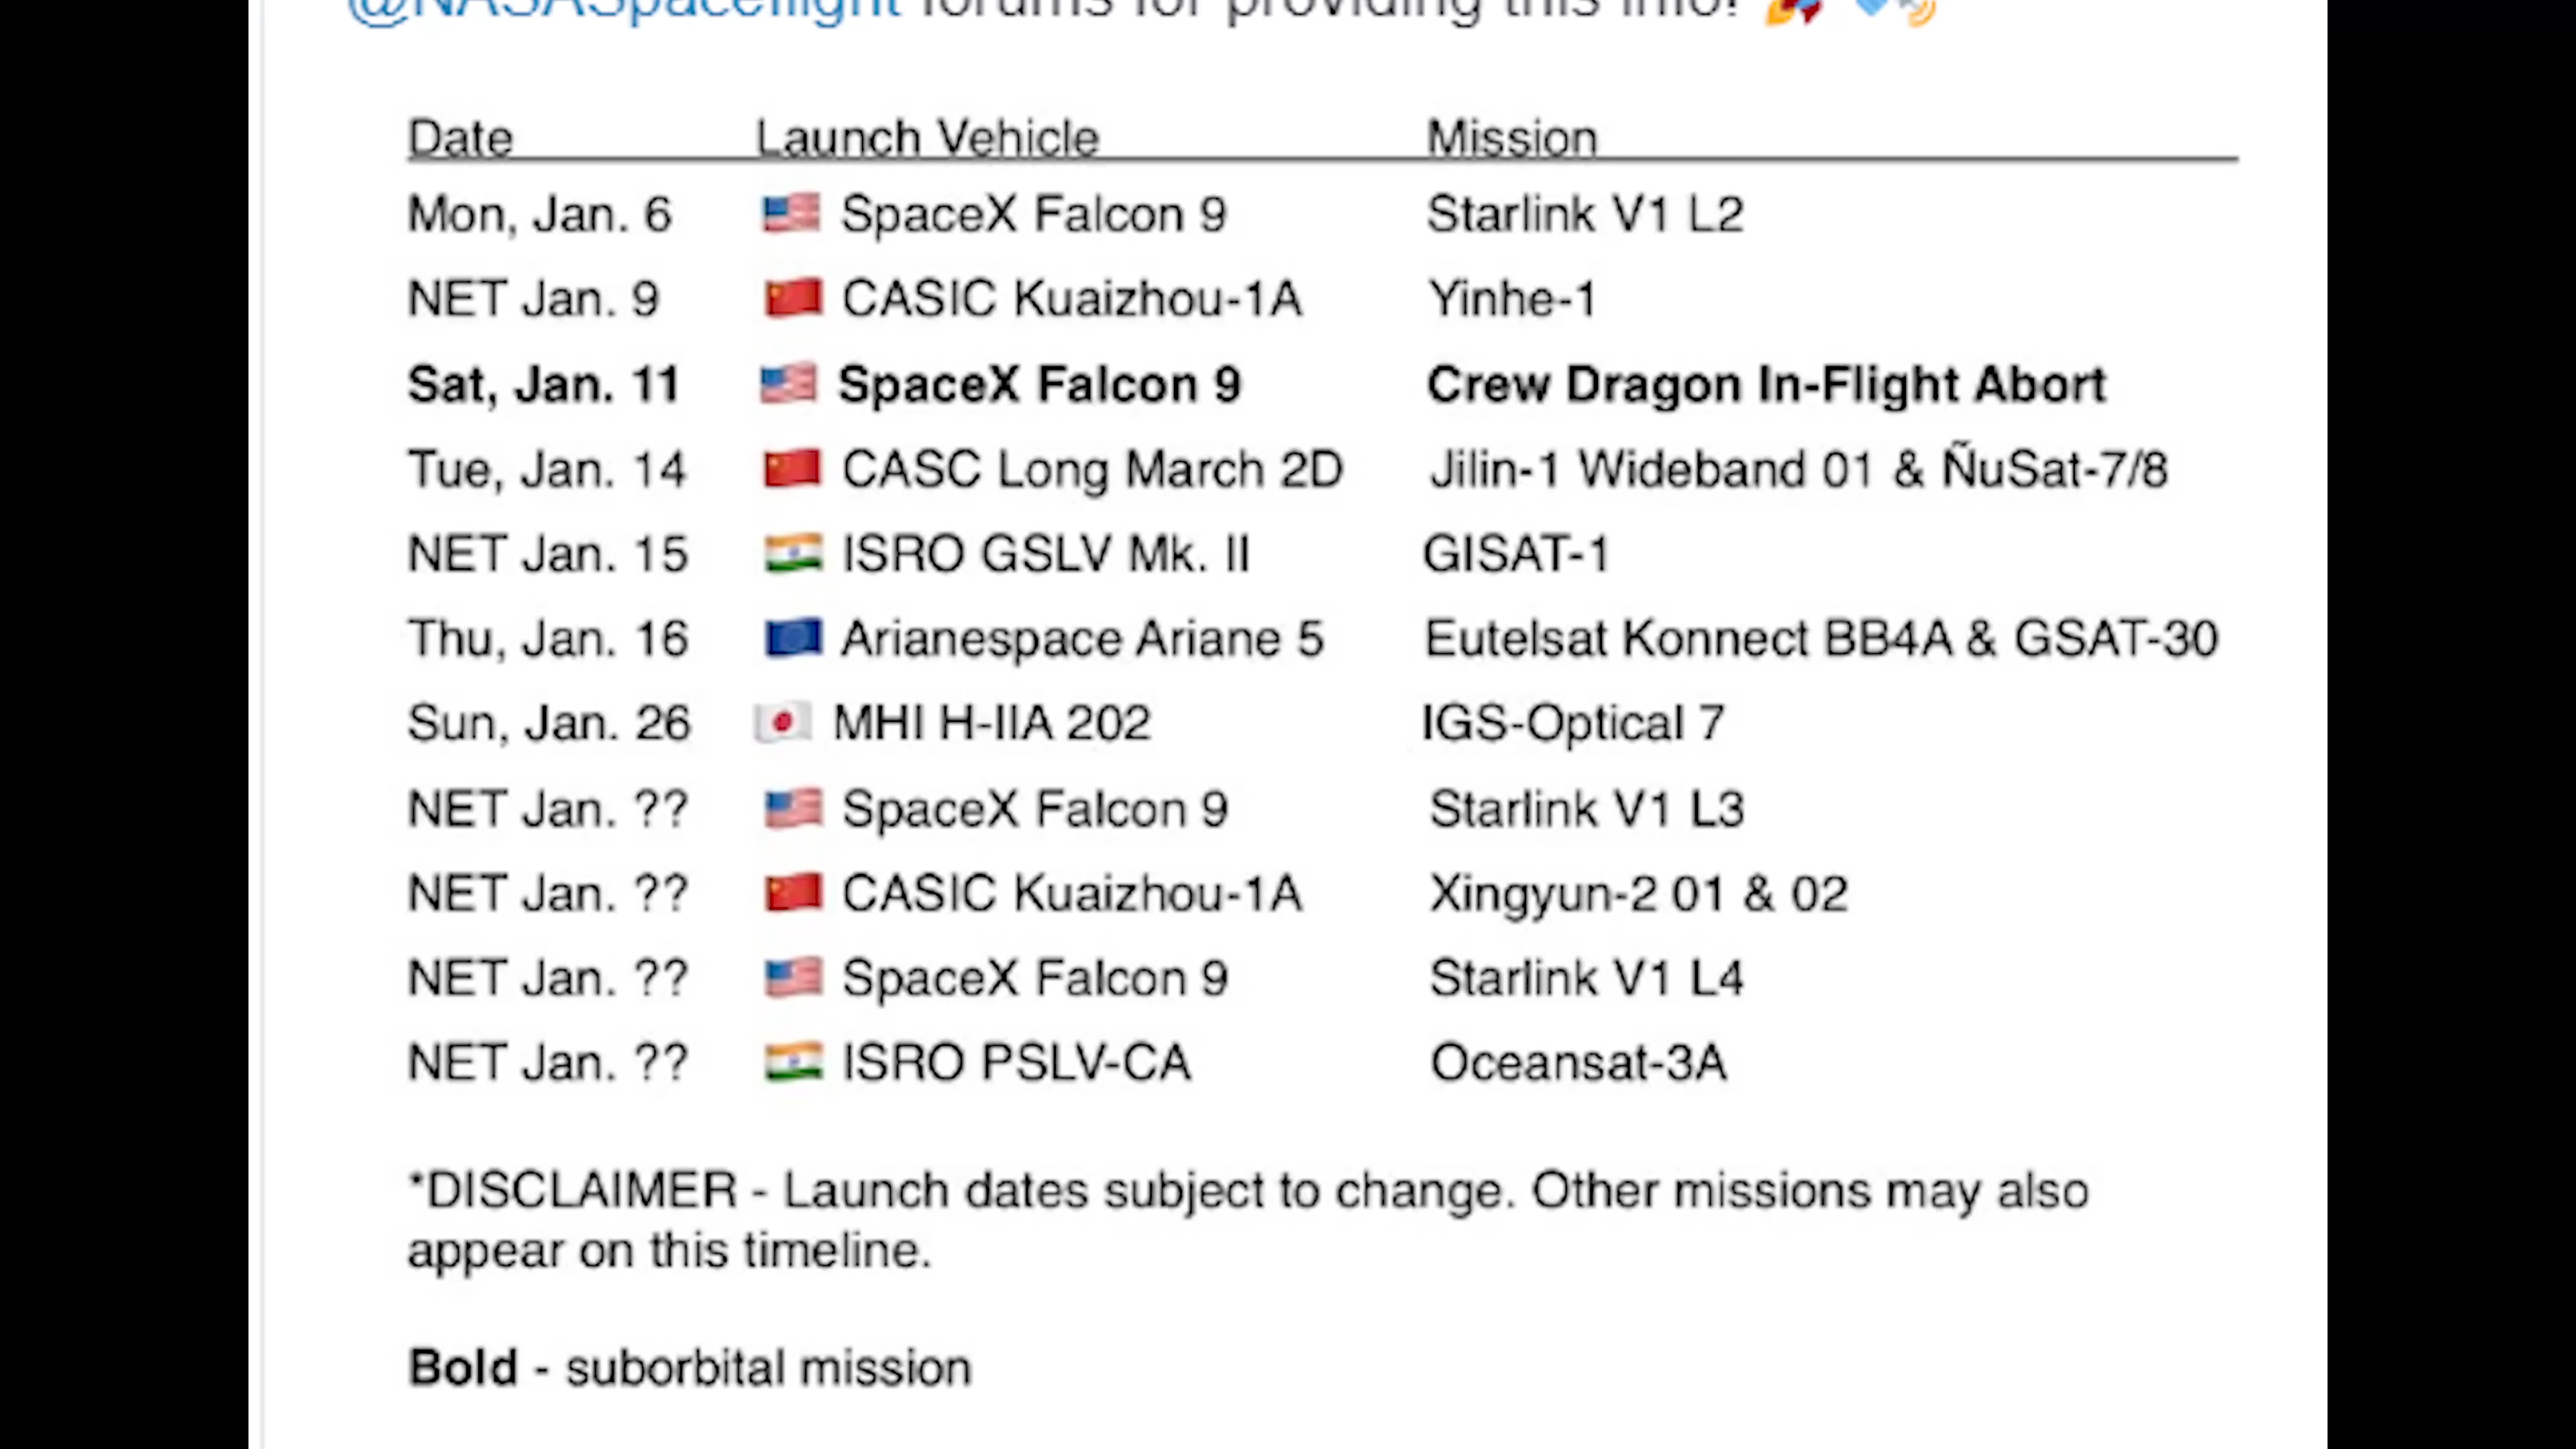 @NASASpaceflight forums for providing this info! 🚀 🛰️
Date Launch Vehicle Mission
Mon, Jan. 6 🇺🇸 SpaceX Falcon 9 Starlink V1 L2
NET Jan. 9 🇨🇳 CASIC Kuaizhou-1A Yinhe-1
Sat, Jan. 11 🇺🇸 SpaceX Falcon 9 Crew Dragon In-Flight Abort
Tue, Jan. 14 🇨🇳 CASC Long March 2D Jilin-1 Wideband 01 & ÑuSat-7/8
NET Jan. 15 🇮🇳 ISRO GSLV Mk. II GISAT-1
Thu, Jan. 16 🇪🇺 Arianespace Ariane 5 Eutelsat Konnect BB4A & GSAT-30
Sun, Jan. 26 🇯🇵 MHI H-IIA 202 IGS-Optical 7
NET Jan. ?? 🇺🇸 SpaceX Falcon 9 Starlink V1 L3
NET Jan. ?? 🇨🇳 CASIC Kuaizhou-1A Xingyun-2 01 & 02
NET Jan. ?? 🇺🇸 SpaceX Falcon 9 Starlink V1 L4
NET Jan. ?? 🇮🇳 ISRO PSLV-CA Oceansat-3A
*DISCLAIMER - Launch dates subject to change. Other missions may also
appear on this timeline.
Bold - suborbital mission